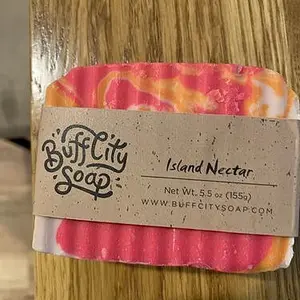 Buff City
Soap
Island Nectar
Net Wt. 5.5 oz (155g)
WWW.BUFFCITYSOAP.COM